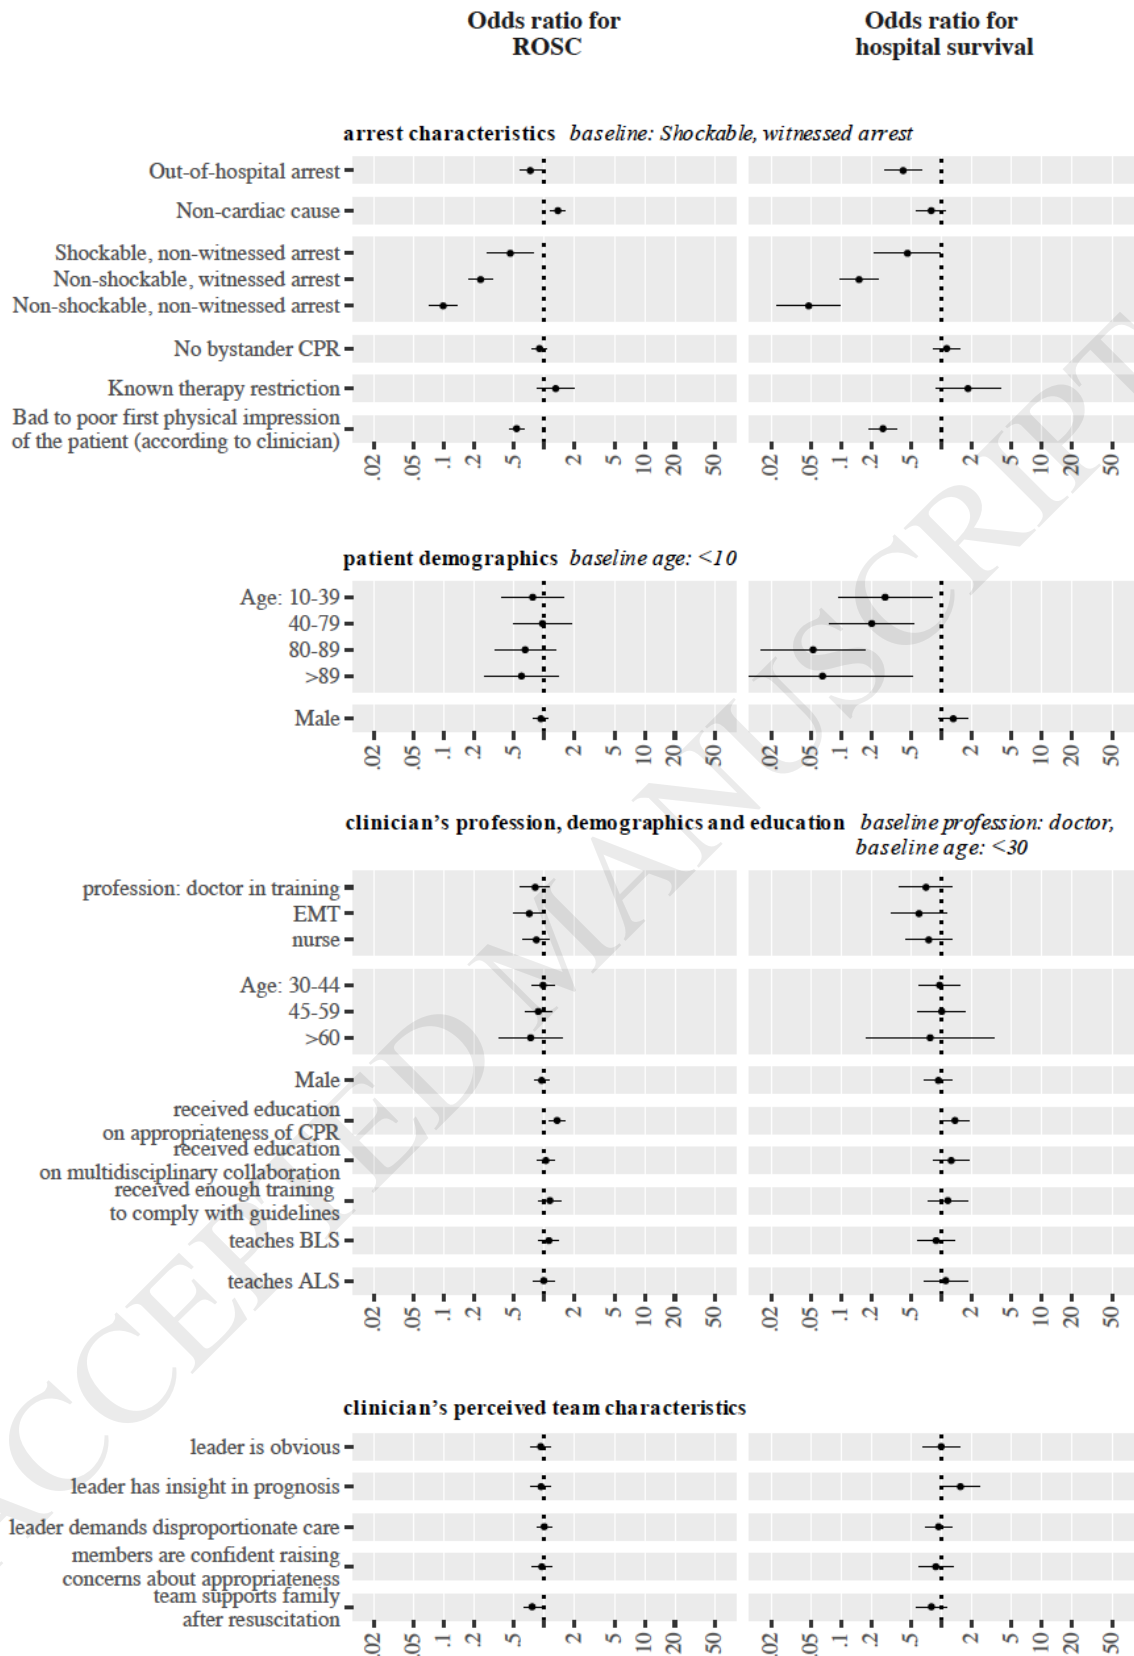 Odds ratio for
ROSC
Odds ratio for
hospital survival
arrest characteristics baseline: Shockable, witnessed arrest
Out-of-hospital arrest
Non-cardiac cause
Shockable, non-witnessed arrest
Non-shockable, witnessed arrest
Non-shockable, non-witnessed arrest
No bystander CPR
Known therapy restriction
Bad to poor first physical impression
of the patient (according to clinician)
.02 .05 .1 .2 .5 2 5 10 20 50
.02 .05 .1 .2 .5 2 5 10 20 50
patient demographics baseline age: <10
Age: 10-39
40-79
80-89
>89
Male
.02 .05 .1 .2 .5 2 5 10 20 50
.02 .05 .1 .2 .5 2 5 10 20 50
clinician's profession, demographics and education baseline profession: doctor,
baseline age: <30
profession: doctor in training
EMT
nurse
Age: 30-44
45-59
>60
Male
received education
on appropriateness of CPR
received education
on multidisciplinary collaboration
received enough training
to comply with guidelines
teaches BLS
teaches ALS
.02 .05 .1 .2 .5 2 5 10 20 50
.02 .05 .1 .2 .5 2 5 10 20 50
clinician's perceived team characteristics
leader is obvious
leader has insight in prognosis
leader demands disproportionate care
members are confident raising
concerns about appropriateness
team supports family
after resuscitation
.02 .05 .1 .2 .5 2 5 10 20 50
.02 .05 .1 .2 .5 2 5 10 20 50
ACCEPTED MANUSCRIPT